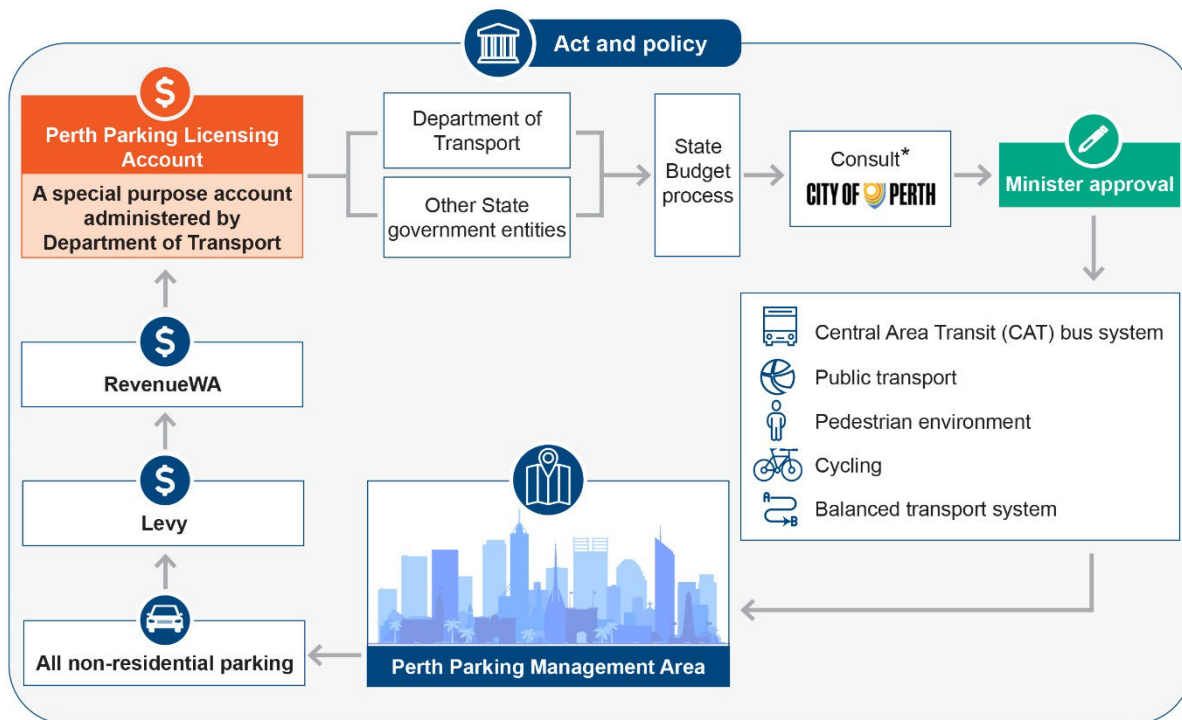 Act and policy
Perth Parking Licensing
Account
A special purpose account
administered by
Department of Transport
Department of
Transport
Other State
government entities
State
Budget
process
Consult*
CITY OF PERTH
Minister approval
Central Area Transit (CAT) bus system
Public transport
Pedestrian environment
Cycling
A
B
Balanced transport system
RevenueWA
Levy
All non-residential parking
Perth Parking Management Area
$
$
$